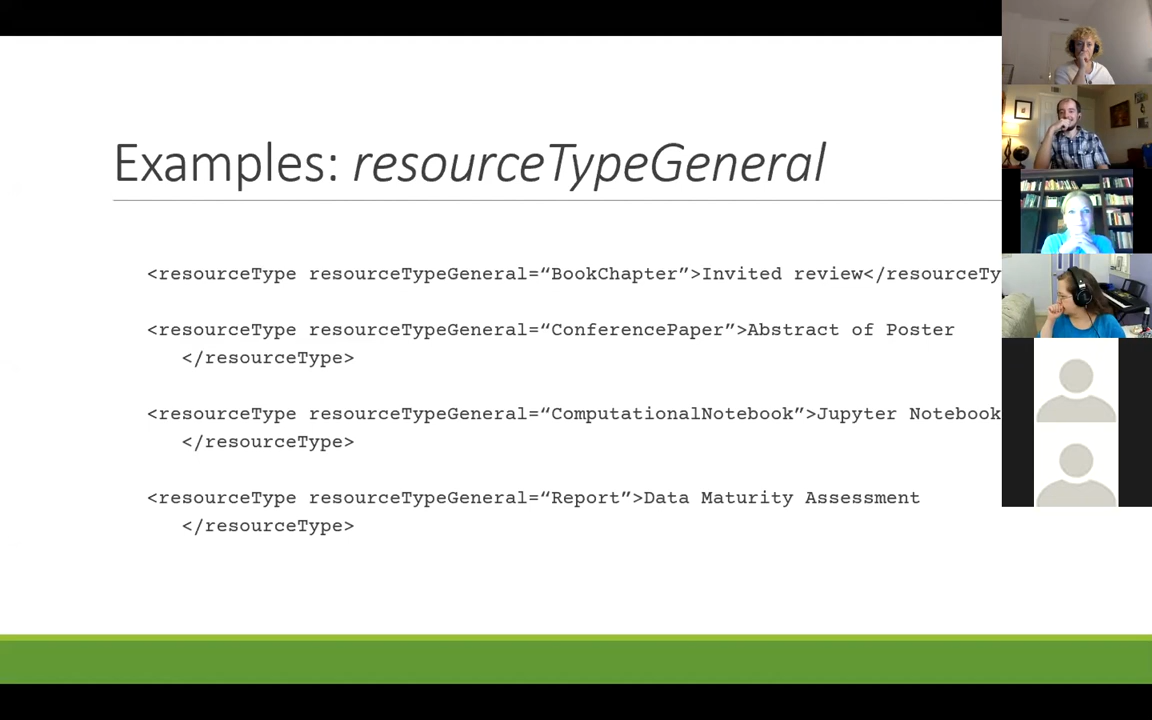 Examples: resourceTypeGeneral
<resourceType resourceTypeGeneral=“BookChapter”>Invited review</resourceTy
<resourceType resourceTypeGeneral=“ConferencePaper”>Abstract of Poster
</resourceType>
<resourceType resourceTypeGeneral=“ComputationalNotebook”>Jupyter Notebook
</resourceType>
<resourceType resourceTypeGeneral=“Report”>Data Maturity Assessment
</resourceType>